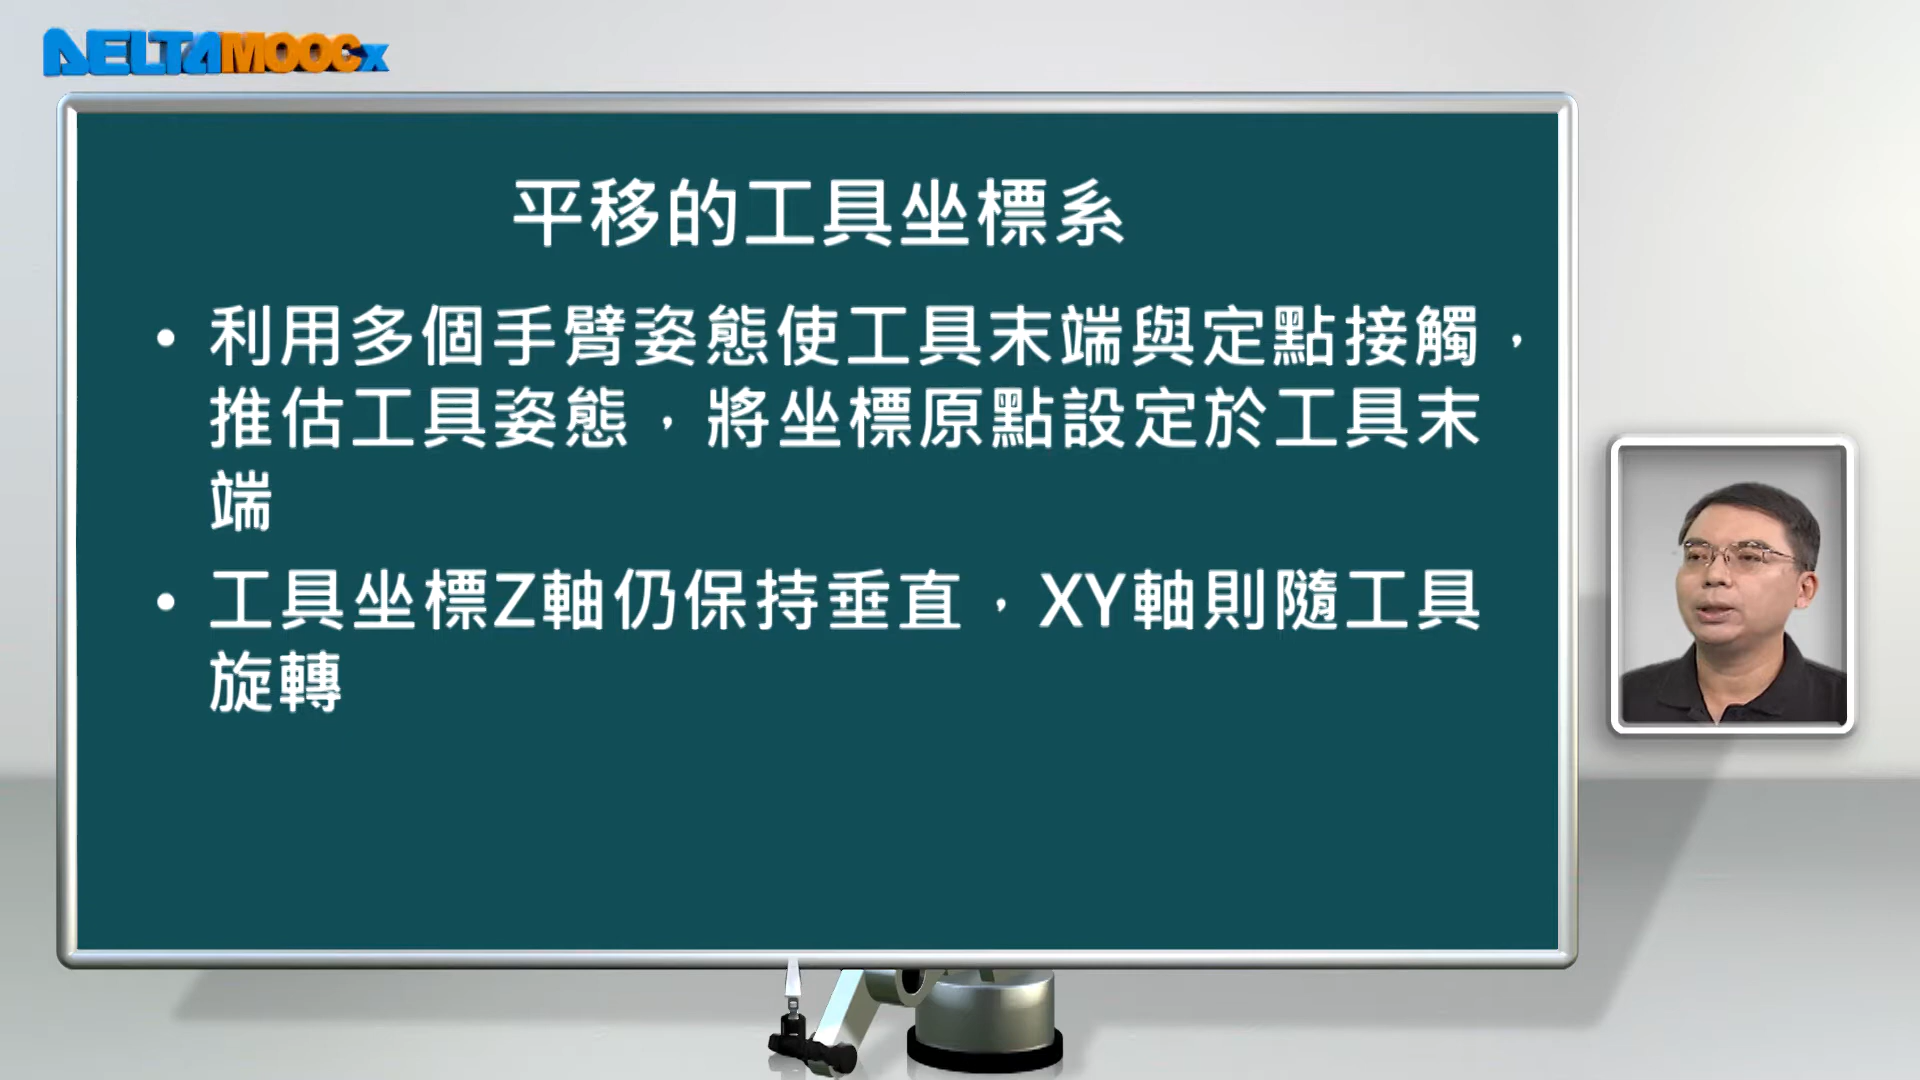 DELTAMOOCx
平移的工具坐標系
• 利用多個手臂姿態使工具末端與定點接觸，
推估工具姿態，將坐標原點設定於工具末
端
• 工具坐標Z軸仍保持垂直，XY軸則隨工具
旋轉